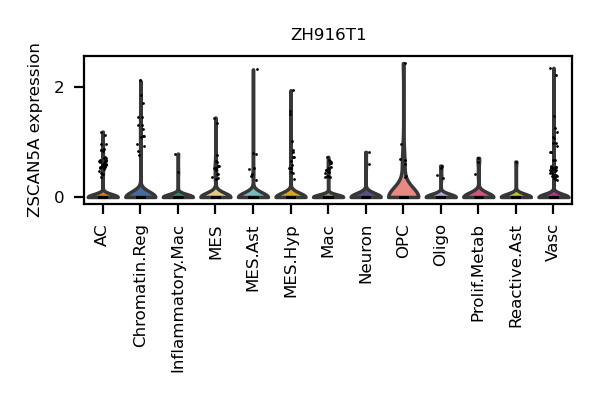 ZH916T1
ZSCAN5A expression
2
0
AC
Chromatin.Reg
Inflammatory.Mac
MES
MES.Ast
MES.Hyp
Mac
Neuron
OPC
Oligo
Prolif.Metab
Reactive.Ast
Vasc